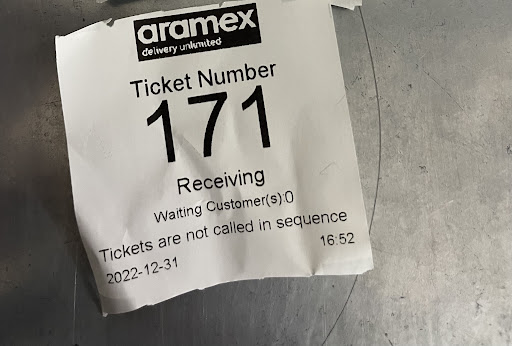 aramex
delivery unlimited
Ticket Number
171
Receiving
Waiting Customer(s):0
Tickets are not called in sequence
2022-12-31 16:52